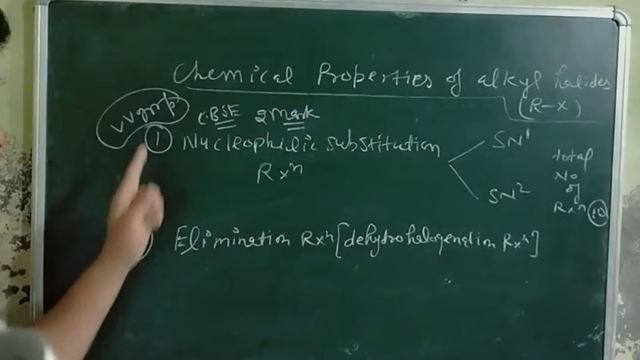 Chemical Properties of alkyl halides
(R-X)
VVImp
CBSE 2 mark
① Nucleophilic substitution
Rxⁿ
SN¹
SN²
total
No
of
Rxⁿ 10
Elimination Rxⁿ [dehydrohalogenation Rxⁿ]